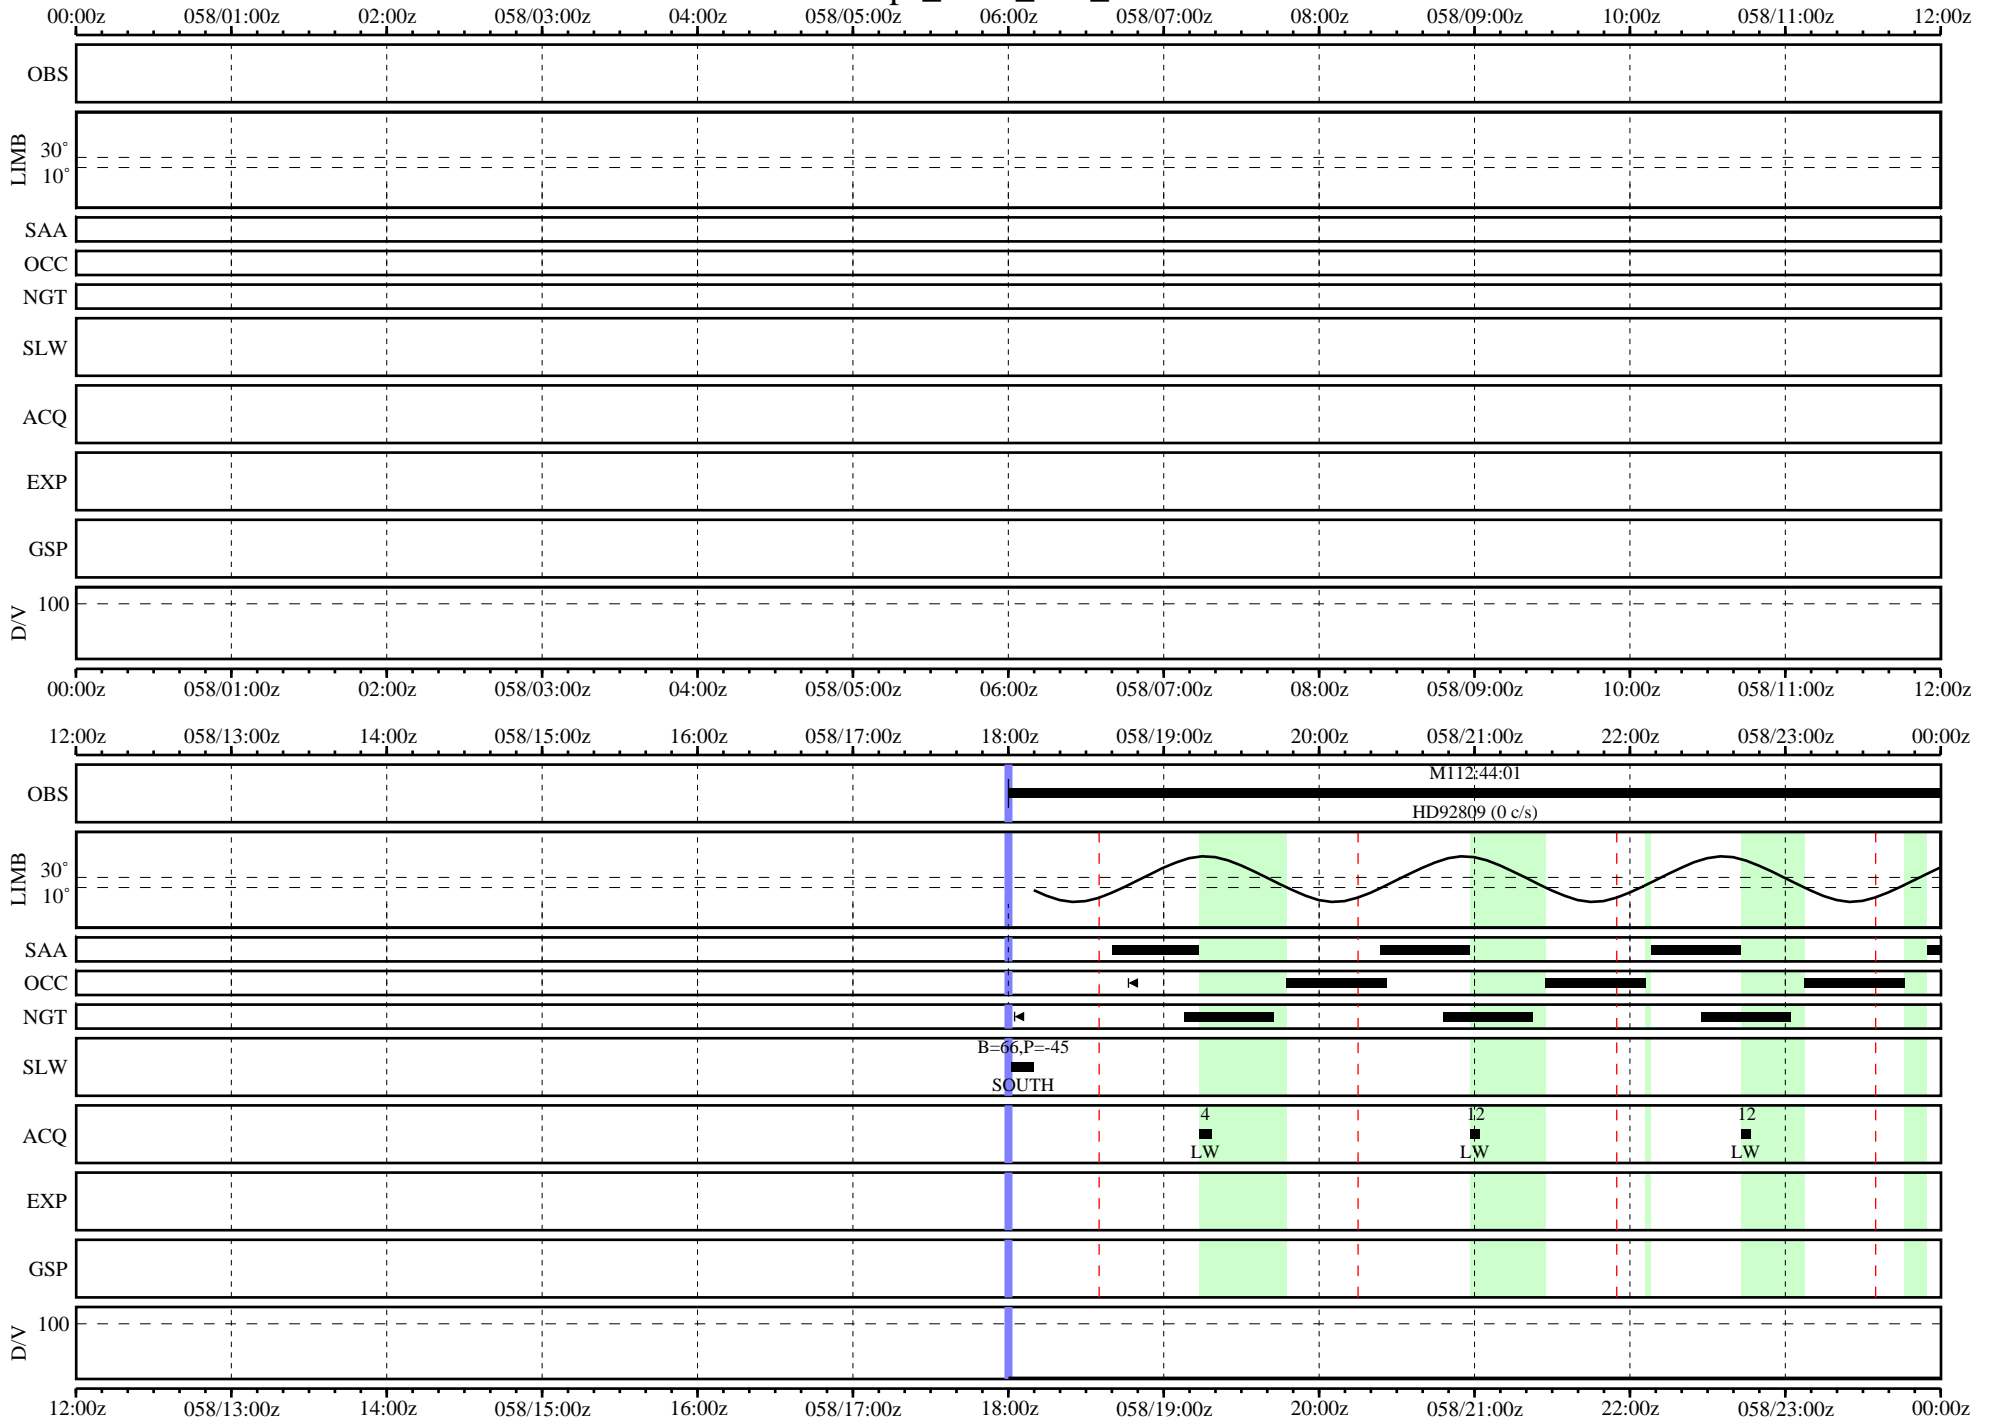 00:00z 058/01:00z 02:00z 058/03:00z 04:00z 058/05:00z 06:00z 058/07:00z 08:00z 058/09:00z 10:00z 058/11:00z 12:00z
OBS
LIMB 30° 10°
SAA
OCC
NGT
SLW
ACQ
EXP
GSP
D/V 100
00:00z 058/01:00z 02:00z 058/03:00z 04:00z 058/05:00z 06:00z 058/07:00z 08:00z 058/09:00z 10:00z 058/11:00z 12:00z
12:00z 058/13:00z 14:00z 058/15:00z 16:00z 058/17:00z 18:00z 058/19:00z 20:00z 058/21:00z 22:00z 058/23:00z 00:00z
M112:44:01
OBS
HD92809 (0 c/s)
LIMB 30° 10°
SAA
OCC
NGT
B=66,P=-45
SLW
SOUTH
4 12 12
ACQ
LW LW LW
EXP
GSP
D/V 100
12:00z 058/13:00z 14:00z 058/15:00z 16:00z 058/17:00z 18:00z 058/19:00z 20:00z 058/21:00z 22:00z 058/23:00z 00:00z